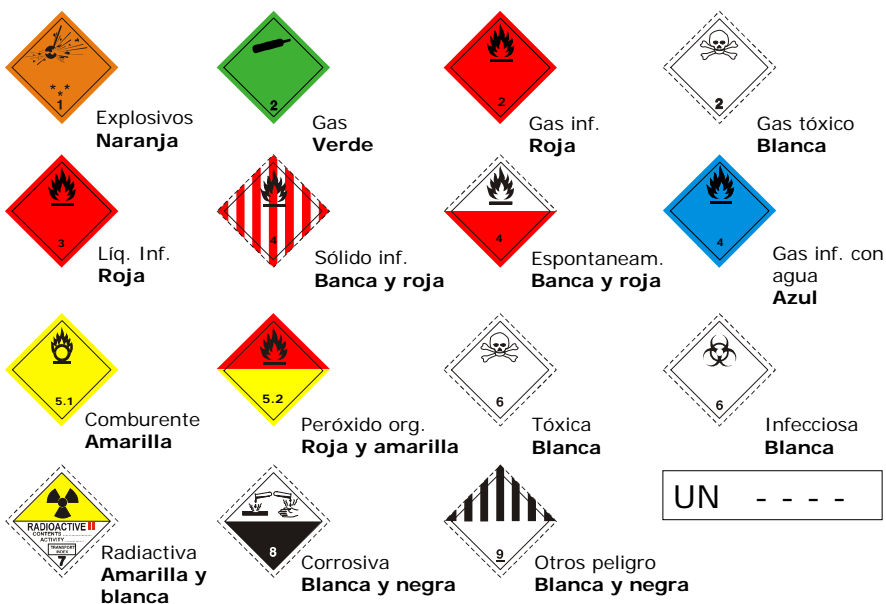 * * *
1
Explosivos
Naranja
2
Gas
Verde
2
Gas inf.
Roja
2
Gas tóxico
Blanca
3
Líq. Inf.
Roja
4
Sólido inf.
Banca y roja
4
Espontaneam.
Banca y roja
4
Gas inf. con
agua
Azul
5.1
Comburente
Amarilla
5.2
Peróxido org.
Roja y amarilla
6
Tóxica
Blanca
6
Infecciosa
Blanca
RADIOACTIVE II
CONTENTS
ACTIVITY
TRANSPORT
INDEX
7
Radiactiva
Amarilla y
blanca
8
Corrosiva
Blanca y negra
9
Otros peligro
Blanca y negra
UN - - - -